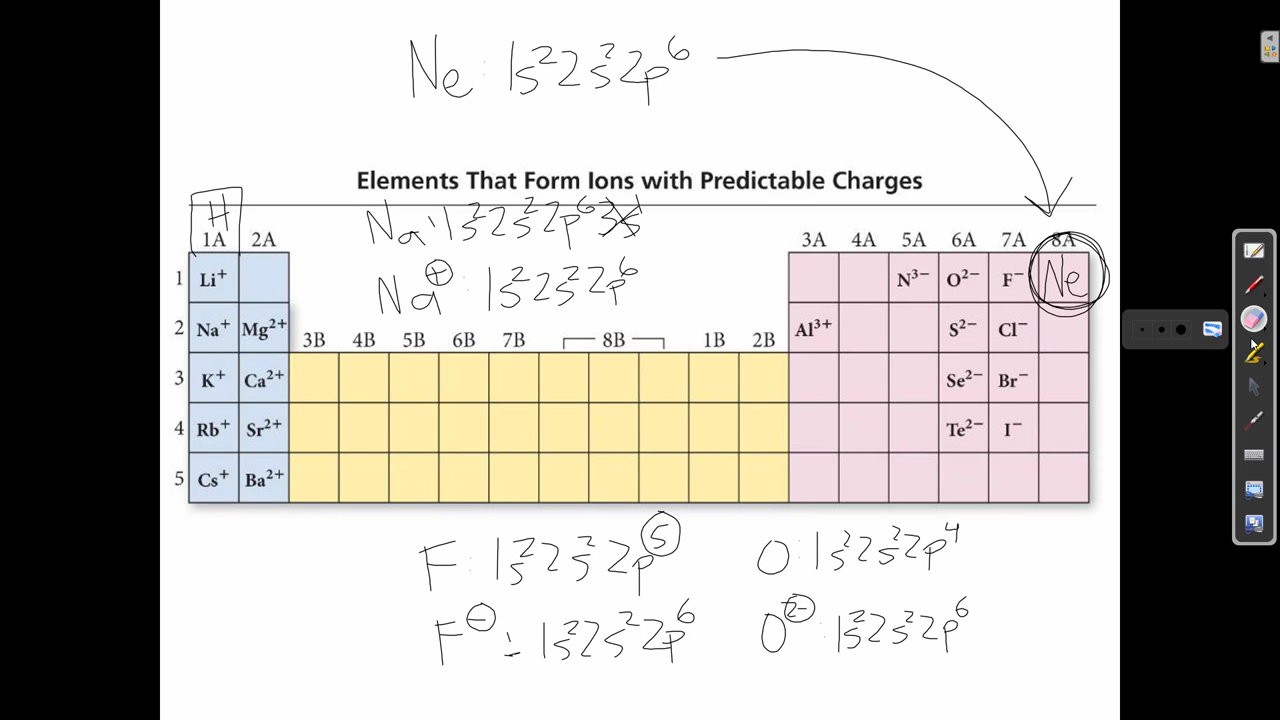 Ne: 1s²2s²2p⁶
Elements That Form Ions with Predictable Charges
H
Na: 1s²2s²2p⁶3s¹
1A 2A 3A 4A 5A 6A 7A 8A
1 Li⁺ N³⁻ O²⁻ F⁻ Ne
Na⁺: 1s²2s²2p⁶
2 Na⁺ Mg²⁺ 3B 4B 5B 6B 7B 8B 1B 2B Al³⁺ S²⁻ Cl⁻
3 K⁺ Ca²⁺ Se²⁻ Br⁻
4 Rb⁺ Sr²⁺ Te²⁻ I⁻
5 Cs⁺ Ba²⁺
F: 1s²2s²2p⁵ O: 1s²2s²2p⁴
F⁻: 1s²2s²2p⁶ O²⁻: 1s²2s²2p⁶